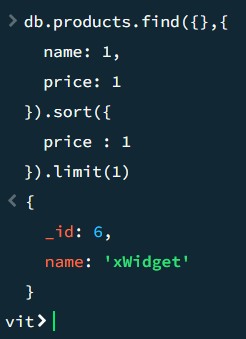 > db.products.find({},{
name: 1,
price: 1
}).sort({
price : 1
}).limit(1)
< {
_id: 6,
name: 'xWidget'
}
vit>